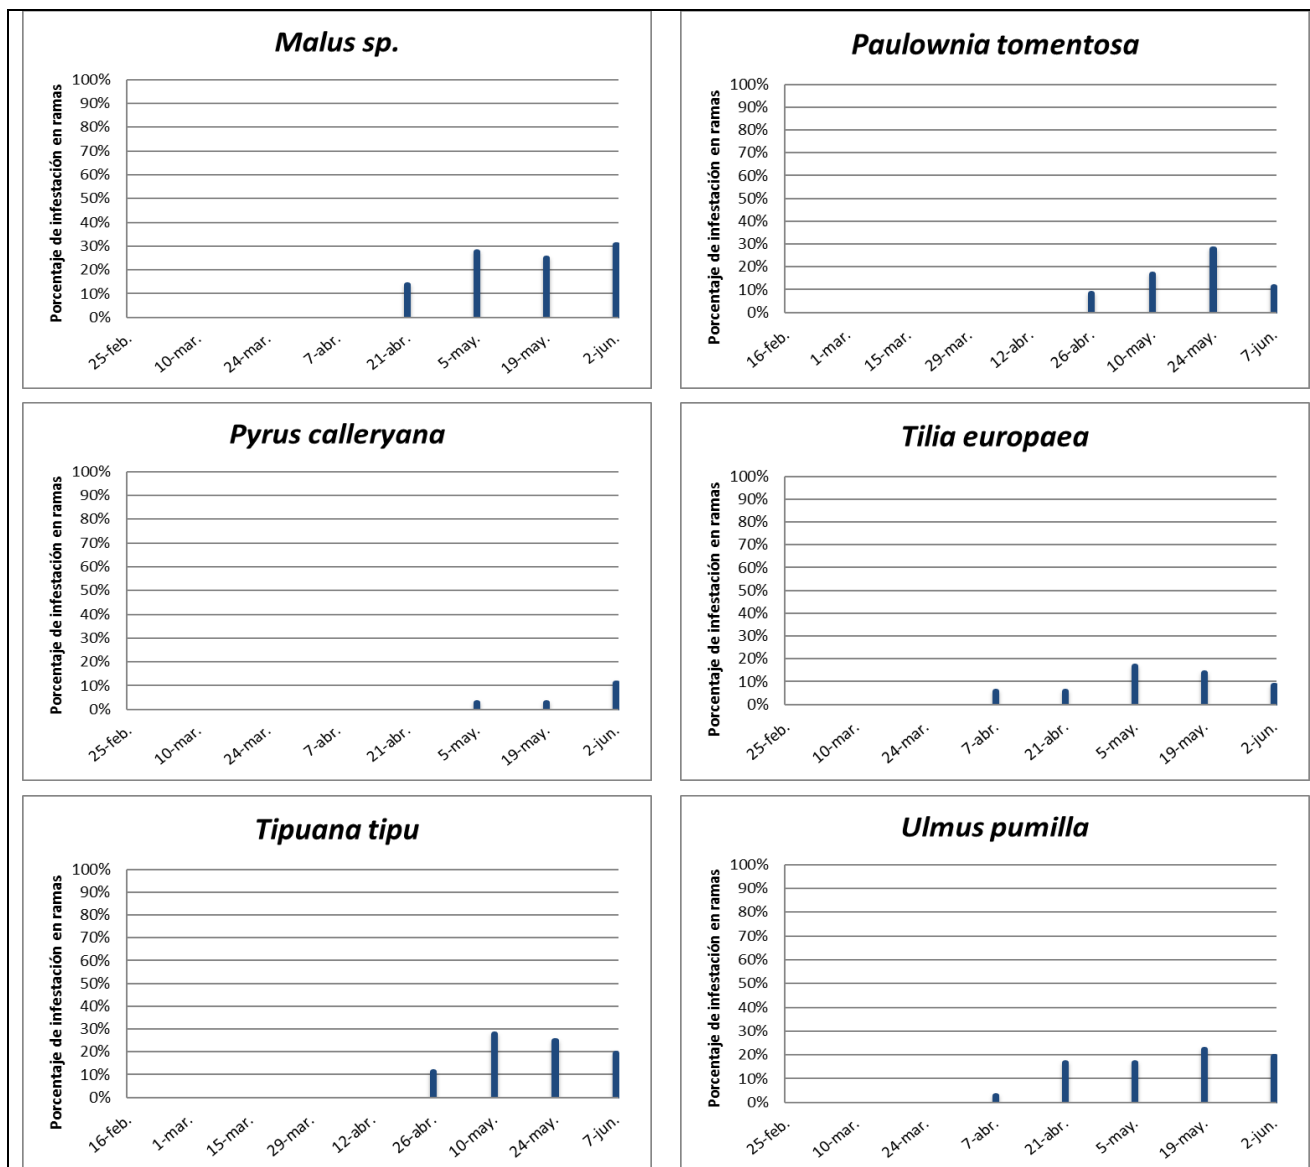 Malus sp.
Porcentaje de infestación en ramas
100%
90%
80%
70%
60%
50%
40%
30%
20%
10%
0%
25-feb.
10-mar.
24-mar.
7-abr.
21-abr.
5-may.
19-may.
2-jun.
Paulownia tomentosa
Porcentaje de infestación en ramas
100%
90%
80%
70%
60%
50%
40%
30%
20%
10%
0%
16-feb.
1-mar.
15-mar.
29-mar.
12-abr.
26-abr.
10-may.
24-may.
7-jun.
Pyrus calleryana
Porcentaje de infestación en ramas
100%
90%
80%
70%
60%
50%
40%
30%
20%
10%
0%
25-feb.
10-mar.
24-mar.
7-abr.
21-abr.
5-may.
19-may.
2-jun.
Tilia europaea
Porcentaje de infestación en ramas
100%
90%
80%
70%
60%
50%
40%
30%
20%
10%
0%
25-feb.
10-mar.
24-mar.
7-abr.
21-abr.
5-may.
19-may.
2-jun.
Tipuana tipu
Porcentaje de infestación en ramas
100%
90%
80%
70%
60%
50%
40%
30%
20%
10%
0%
16-feb.
1-mar.
15-mar.
29-mar.
12-abr.
26-abr.
10-may.
24-may.
7-jun.
Ulmus pumilla
Porcentaje de infestación en ramas
100%
90%
80%
70%
60%
50%
40%
30%
20%
10%
0%
25-feb.
10-mar.
24-mar.
7-abr.
21-abr.
5-may.
19-may.
2-jun.